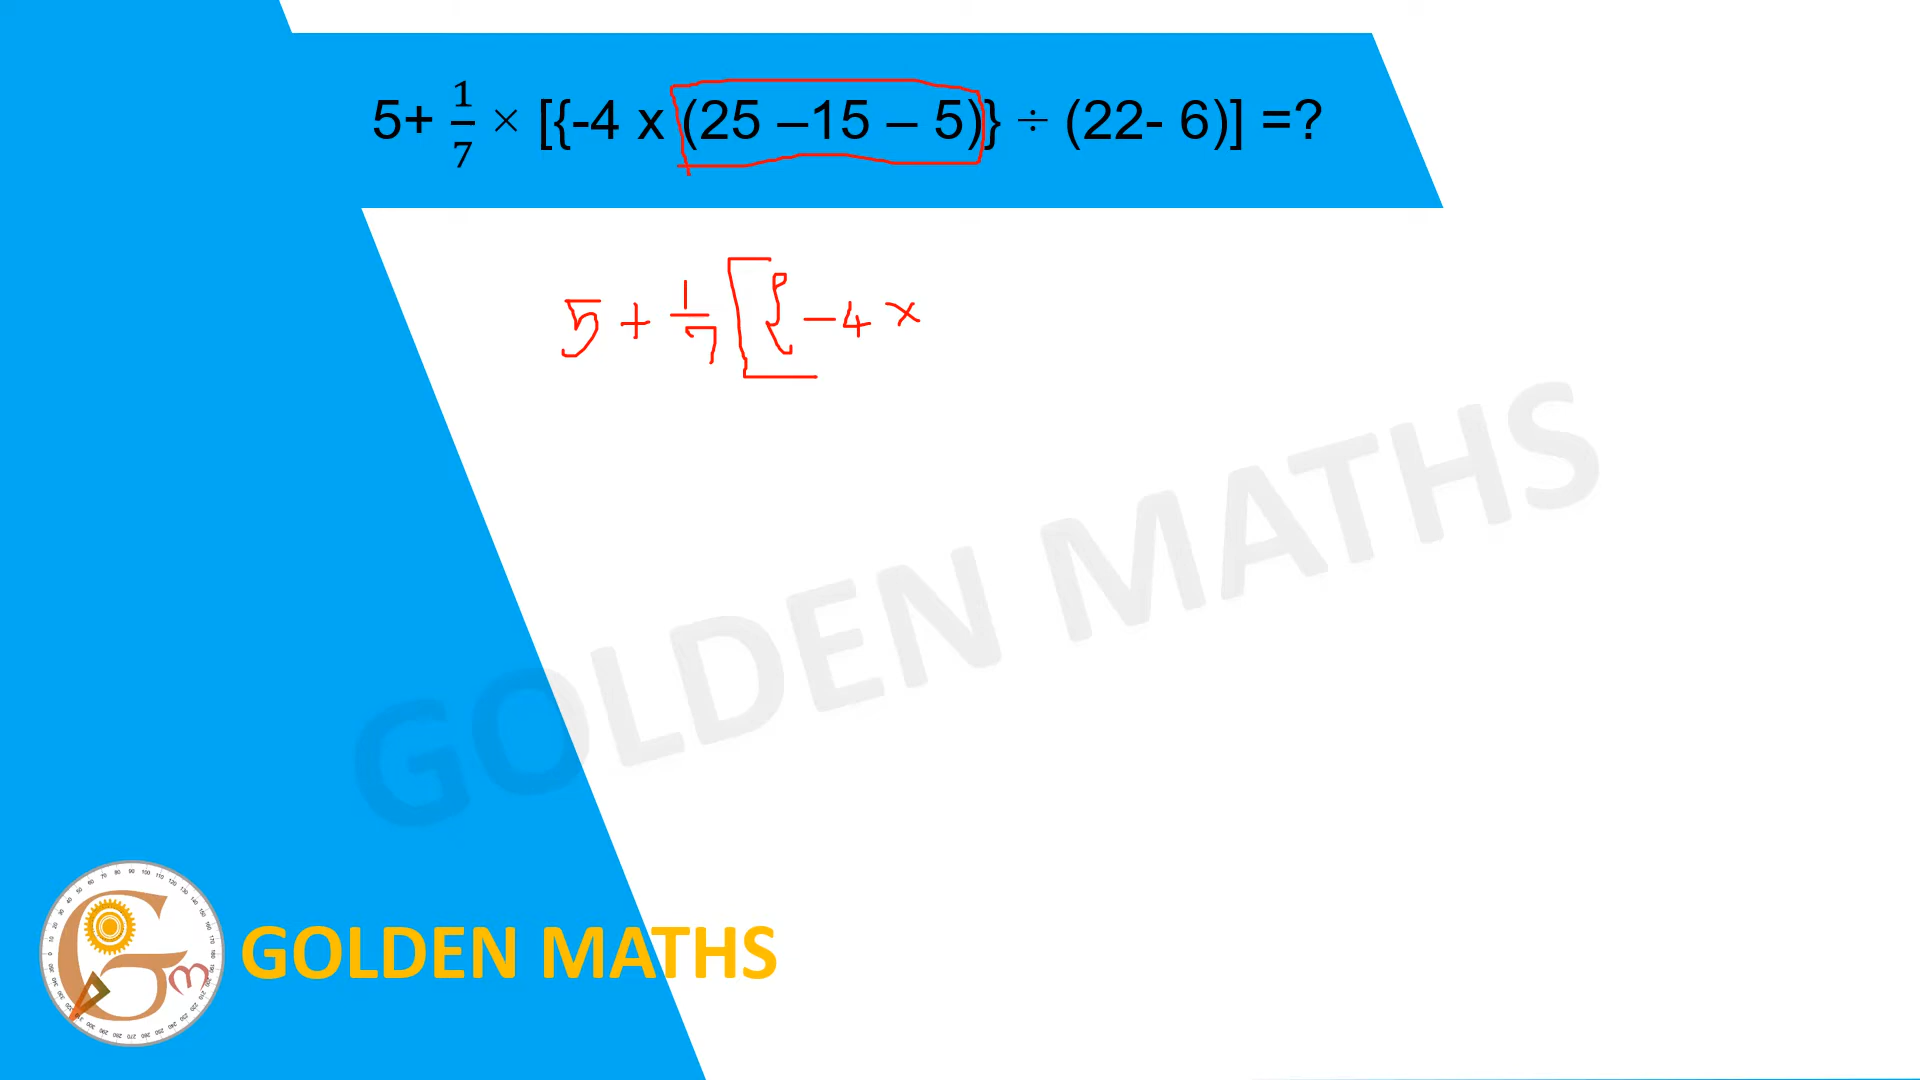 5+ 1/7 × [{-4 x (25 –15 – 5)} ÷ (22- 6)] =?
5 + 1/7 [{ -4 ×
GOLDEN MATHS
GOLDEN MATHS